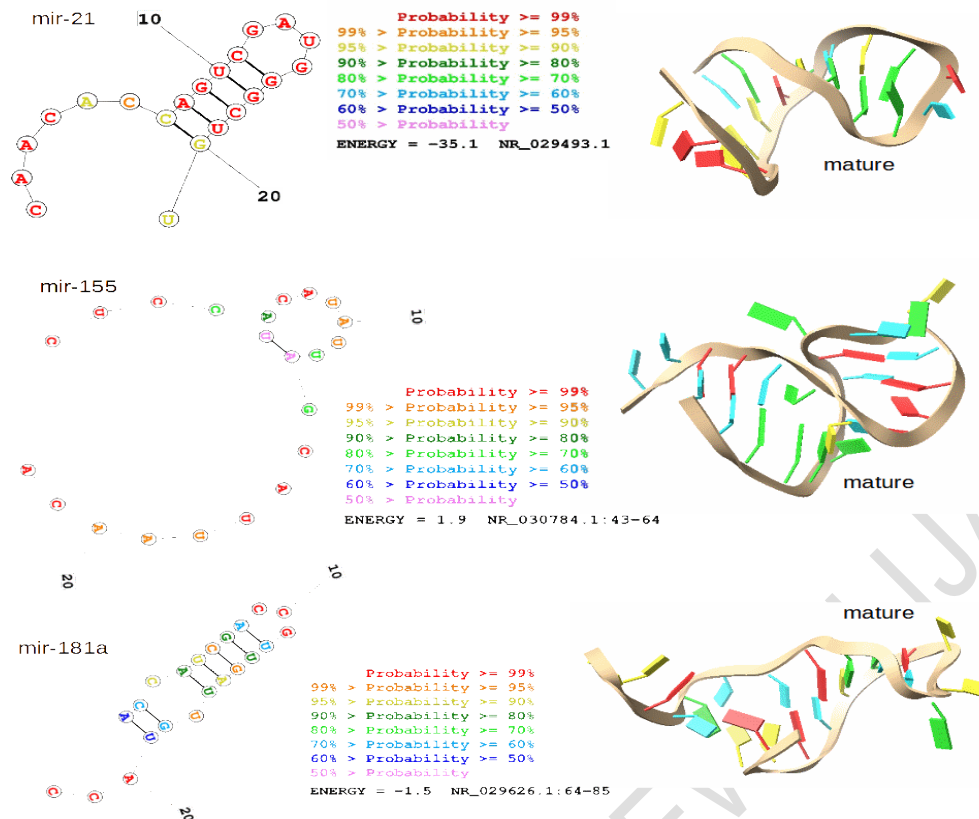 mir-21
10
20
C A A C A C C A G U C G A U G G G C U G U
Probability >= 99%
99% > Probability >= 95%
95% > Probability >= 90%
90% > Probability >= 80%
80% > Probability >= 70%
70% > Probability >= 60%
60% > Probability >= 50%
50% > Probability
ENERGY = -35.1 NR_029493.1
mature
mir-155
10
20
C U C C U A C A U A U U A G C A U U A A C A
Probability >= 99%
99% > Probability >= 95%
95% > Probability >= 90%
90% > Probability >= 80%
80% > Probability >= 70%
70% > Probability >= 60%
60% > Probability >= 50%
50% > Probability
ENERGY = 1.9 NR_030784.1:43-64
mature
mir-181a
10
20
A C C A U C G A C C G U U G A U U G U A C C
Probability >= 99%
99% > Probability >= 95%
95% > Probability >= 90%
90% > Probability >= 80%
80% > Probability >= 70%
70% > Probability >= 60%
60% > Probability >= 50%
50% > Probability
ENERGY = -1.5 NR_029626.1:64-85
mature